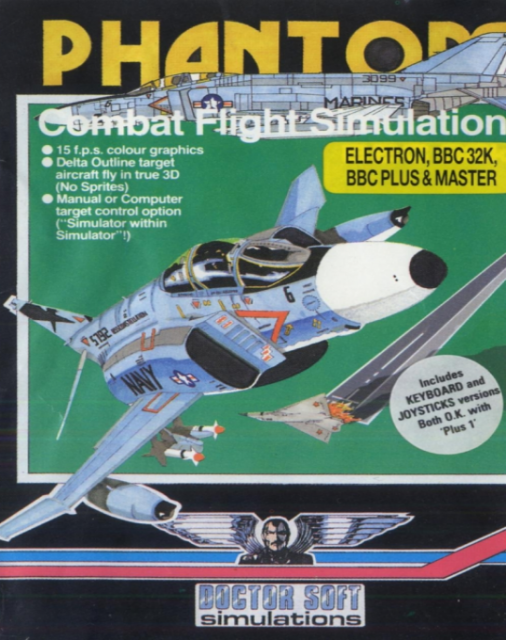 PHANTOM
3099
MARINES
Combat Flight Simulation
● 15 f.p.s. colour graphics
● Delta Outline target
aircraft fly in true 3D
(No Sprites)
● Manual or Computer
target control option
("Simulator within
Simulator"!)
ELECTRON, BBC 32K,
BBC PLUS & MASTER
6
NAVY
Includes
KEYBOARD and
JOYSTICKS versions
Both O.K. with
'Plus 1'
DOCTOR SOFT
simulations